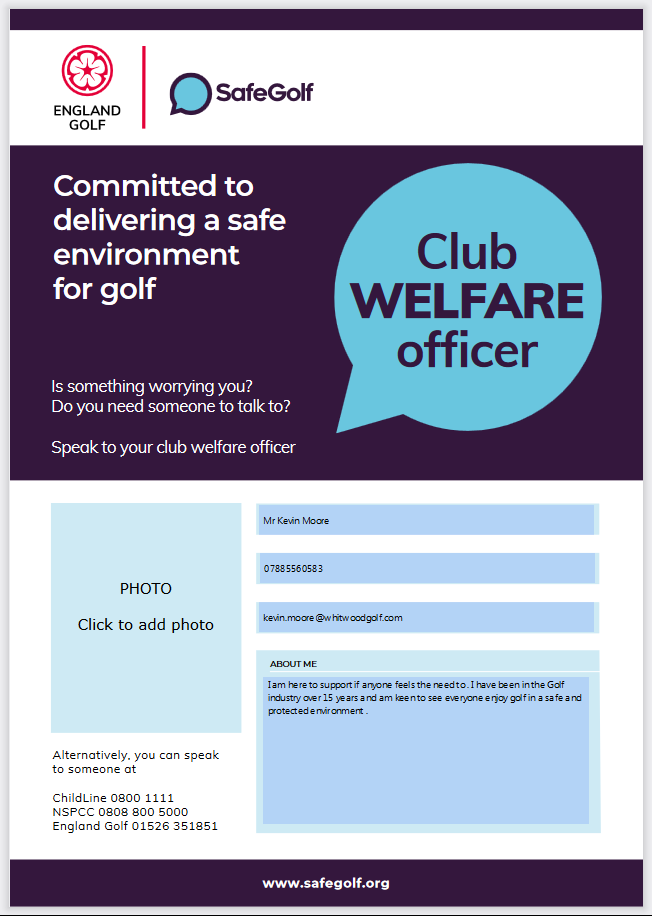 ENGLAND
GOLF
SafeGolf
Committed to
delivering a safe
environment
for golf
Club
WELFARE
officer
Is something worrying you?
Do you need someone to talk to?
Speak to your club welfare officer
PHOTO
Click to add photo
Mr Kevin Moore
07885560583
kevin.moore@whitwoodgolf.com
ABOUT ME
I am here to support if anyone feels the need to. I have been in the Golf
industry over 15 years and am keen to see everyone enjoy golf in a safe and
protected environment .
Alternatively, you can speak
to someone at
ChildLine 0800 1111
NSPCC 0808 800 5000
England Golf 01526 351851
www.safegolf.org